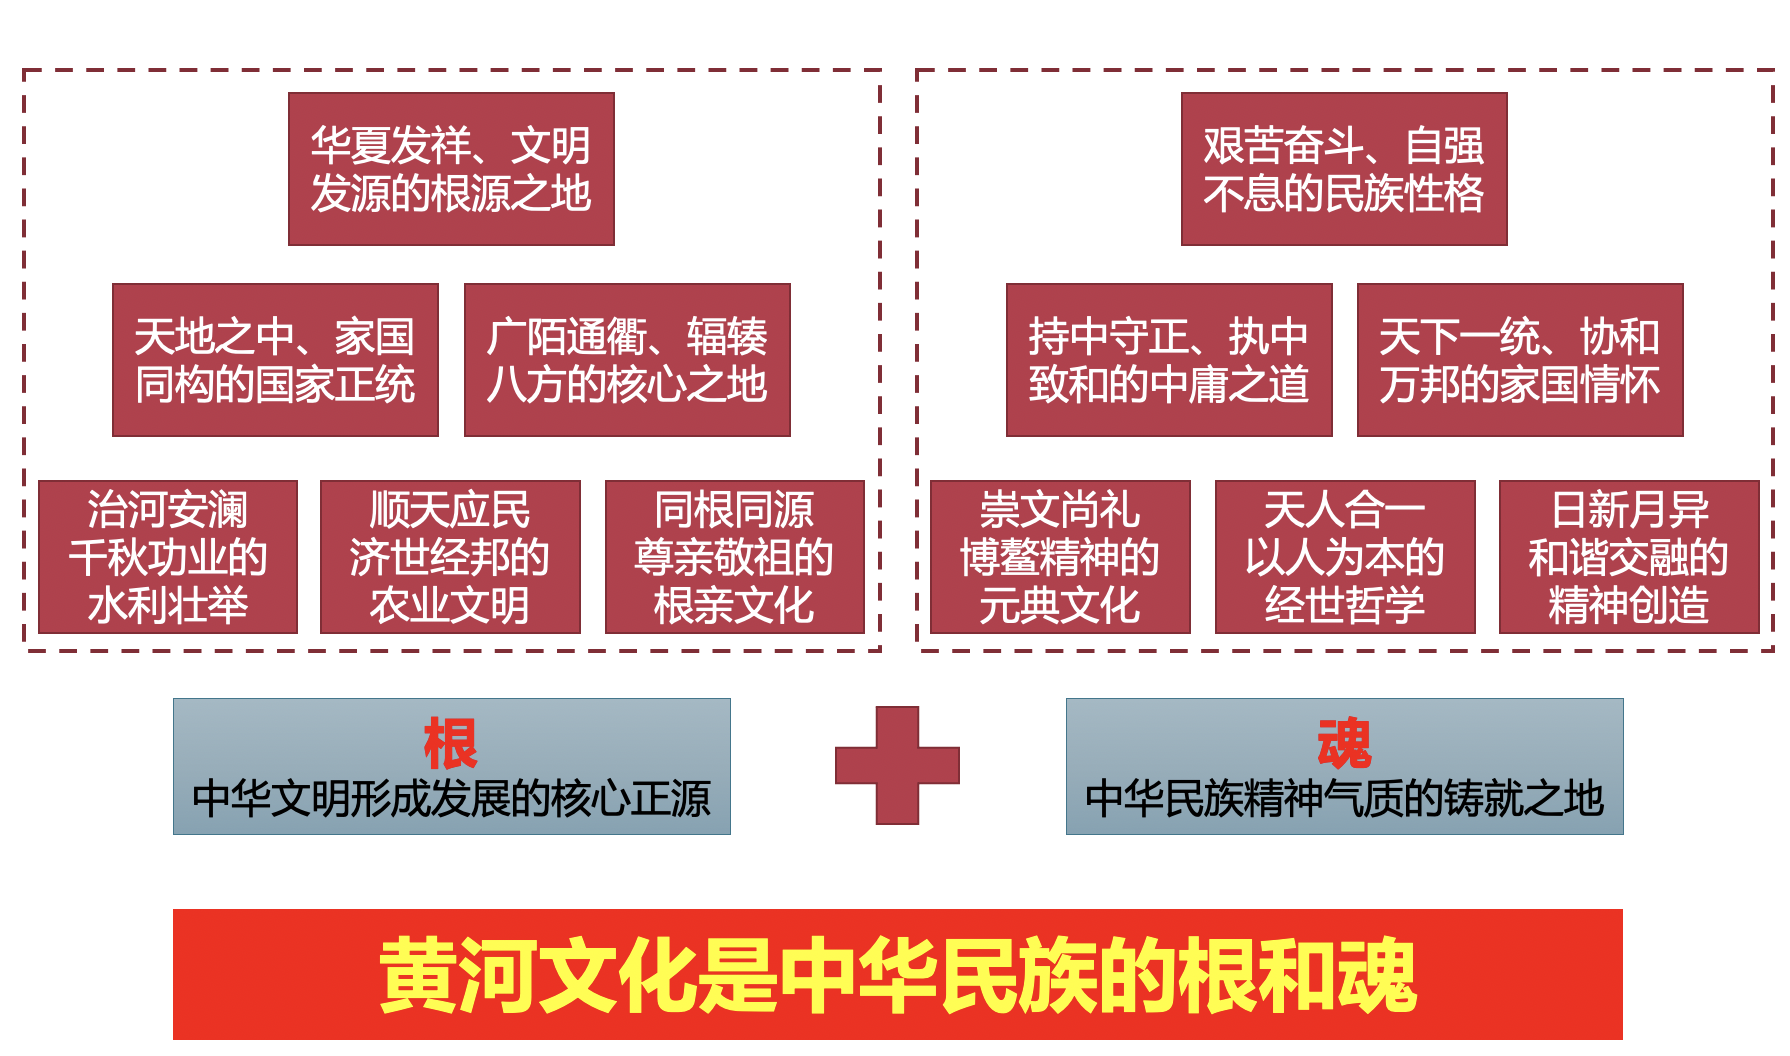 华夏发祥、文明
发源的根源之地
天地之中、家国
同构的国家正统
广陌通衢、辐辏
八方的核心之地
治河安澜
千秋功业的
水利壮举
顺天应民
济世经邦的
农业文明
同根同源
尊亲敬祖的
根亲文化
艰苦奋斗、自强
不息的民族性格
持中守正、执中
致和的中庸之道
天下一统、协和
万邦的家国情怀
崇文尚礼
博鳌精神的
元典文化
天人合一
以人为本的
经世哲学
日新月异
和谐交融的
精神创造
根
中华文明形成发展的核心正源
魂
中华民族精神气质的铸就之地
黄河文化是中华民族的根和魂